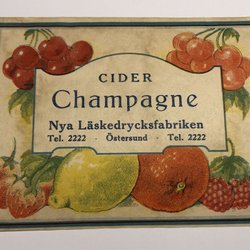 CIDER
Champagne
Nya Läskedrycksfabriken
Tel. 2222 - Östersund - Tel. 2222